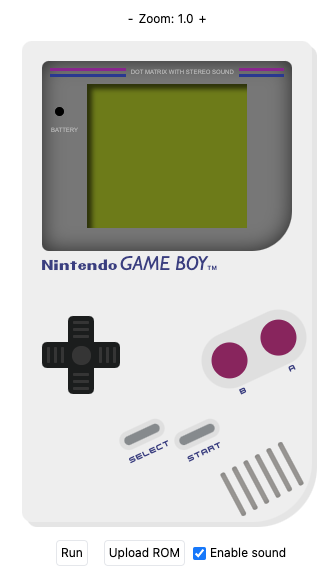 - Zoom: 1.0 +
DOT MATRIX WITH STEREO SOUND
BATTERY
Nintendo GAME BOY™
B
A
SELECT
START
Run
Upload ROM
Enable sound